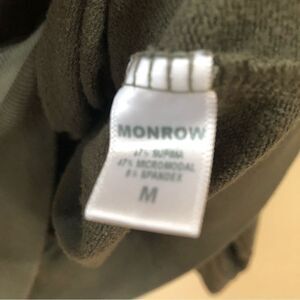 MONROW
47% SUPIMA
47% MICROMODAL
6% SPANDEX
M